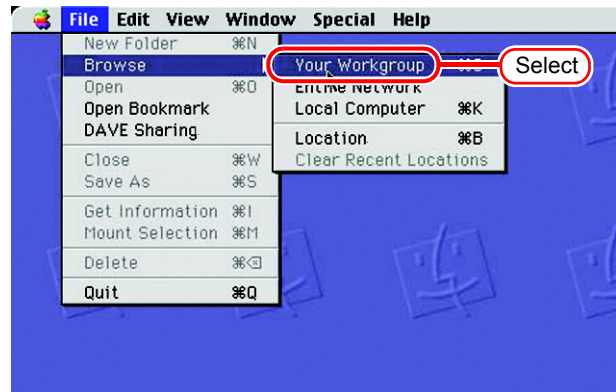 File Edit View Window Special Help
New Folder ⌘N
Browse
Open ⌘O
Open Bookmark
DAVE Sharing
Close ⌘W
Save As ⌘S
Get Information ⌘I
Mount Selection ⌘M
Delete ⌘⌫
Quit ⌘Q
Your Workgroup
Entire Network
Local Computer ⌘K
Location ⌘B
Clear Recent Locations
Select